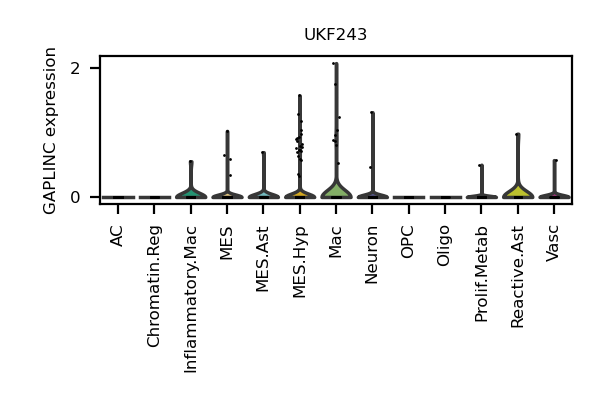 UKF243
GAPLINC expression
2
0
AC
Chromatin.Reg
Inflammatory.Mac
MES
MES.Ast
MES.Hyp
Mac
Neuron
OPC
Oligo
Prolif.Metab
Reactive.Ast
Vasc